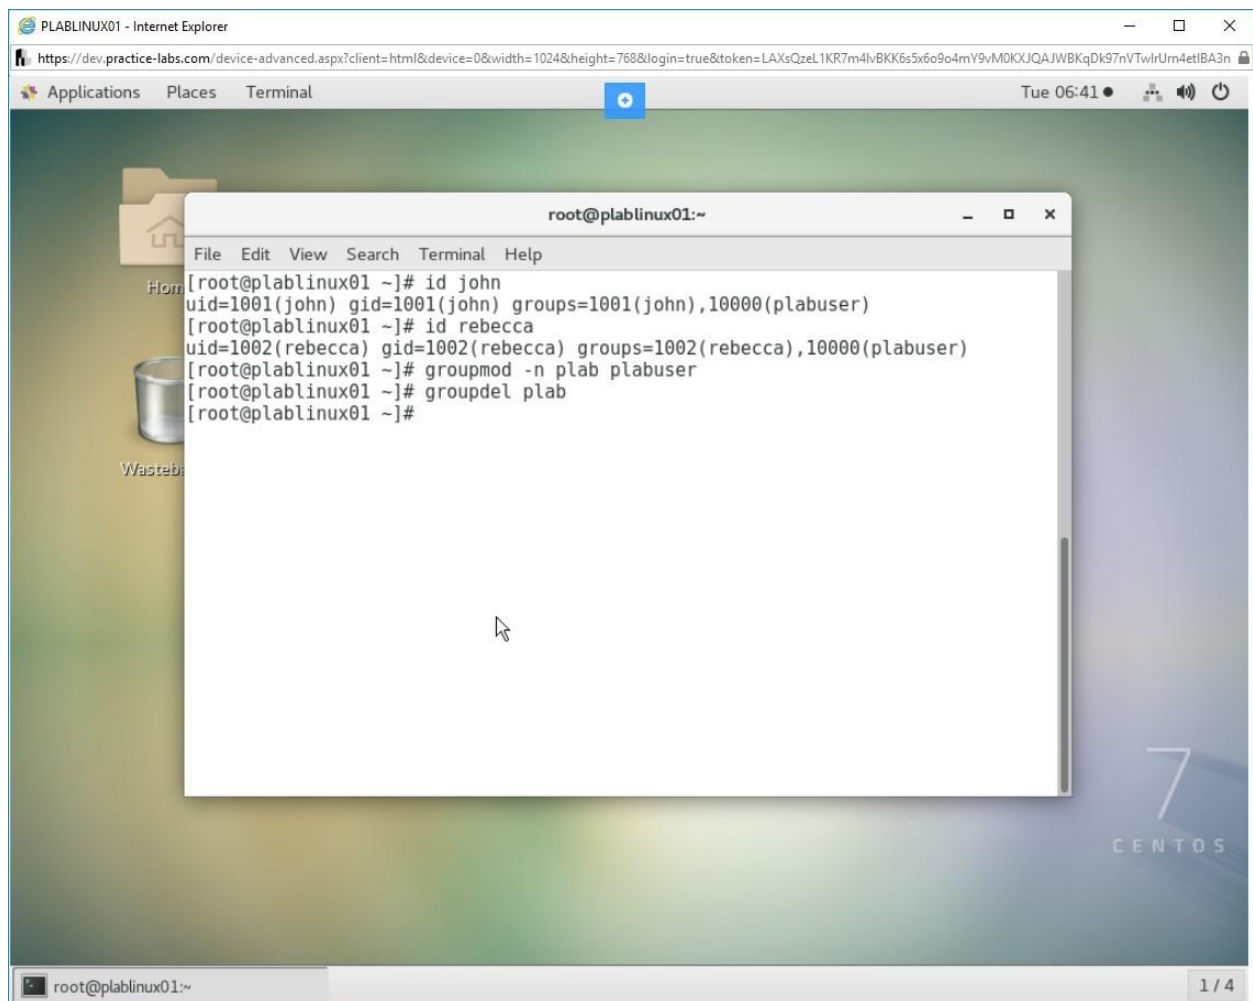 PLABLINUX01 - Internet Explorer
https://dev.practice-labs.com/device-advanced.aspx?client=html&device=0&width=1024&height=768&login=true&token=
Applications Places Terminal Tue 06:41
root@plablinux01:~
File Edit View Search Terminal Help
[root@plablinux01 ~]# id john
uid=1001(john) gid=1001(john) groups=1001(john),10000(plabuser)
[root@plablinux01 ~]# id rebecca
uid=1002(rebecca) gid=1002(rebecca) groups=1002(rebecca),10000(plabuser)
[root@plablinux01 ~]# groupmod -n plab plabuser
[root@plablinux01 ~]# groupdel plab
[root@plablinux01 ~]#
Hom
Wasteb
7
CENTOS
root@plablinux01:~ 1 / 4